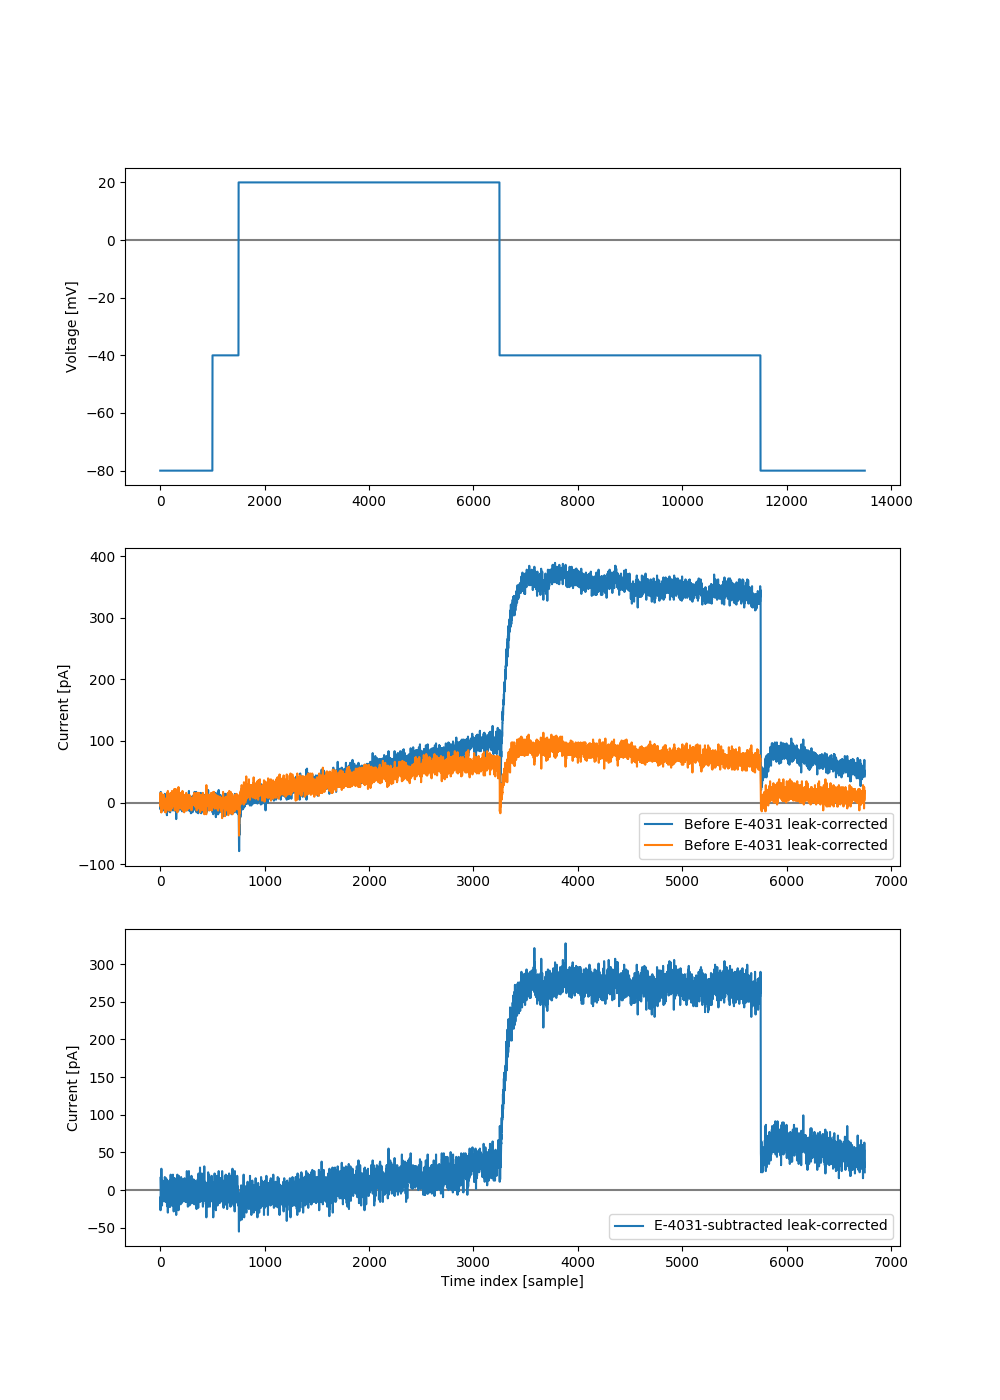 20
0
−20
−40
−60
−80
Voltage [mV]
0 2000 4000 6000 8000 10000 12000 14000
400
300
200
100
0
−100
Current [pA]
Before E-4031 leak-corrected
Before E-4031 leak-corrected
0 1000 2000 3000 4000 5000 6000 7000
300
250
200
150
100
50
0
−50
Current [pA]
E-4031-subtracted leak-corrected
0 1000 2000 3000 4000 5000 6000 7000
Time index [sample]